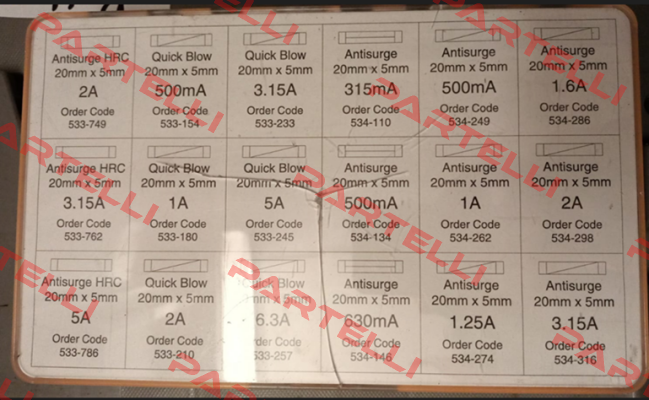 Antisurge HRC
20mm x 5mm
2A
Order Code
533-749
Quick Blow
20mm x 5mm
500mA
Order Code
533-154
Quick Blow
20mm x 5mm
3.15A
Order Code
533-233
Antisurge
20mm x 5mm
315mA
Order Code
534-110
Antisurge
20mm x 5mm
500mA
Order Code
534-249
Antisurge
20mm x 5mm
1.6A
Order Code
534-286
Antisurge HRC
20mm x 5mm
3.15A
Order Code
533-762
Quick Blow
20mm x 5mm
1A
Order Code
533-180
Quick Blow
20mm x 5mm
5A
Order Code
533-245
Antisurge
20mm x 5mm
500mA
Order Code
534-134
Antisurge
20mm x 5mm
1A
Order Code
534-262
Antisurge
20mm x 5mm
2A
Order Code
534-298
Antisurge HRC
20mm x 5mm
5A
Order Code
533-786
Quick Blow
20mm x 5mm
2A
Order Code
533-210
Quick Blow
20mm x 5mm
6.3A
Order Code
533-257
Antisurge
20mm x 5mm
630mA
Order Code
534-146
Antisurge
20mm x 5mm
1.25A
Order Code
534-274
Antisurge
20mm x 5mm
3.15A
Order Code
534-316
PARTELLI
PARTELLI
PARTELLI
PARTELLI
PARTELLI
PARTELLI